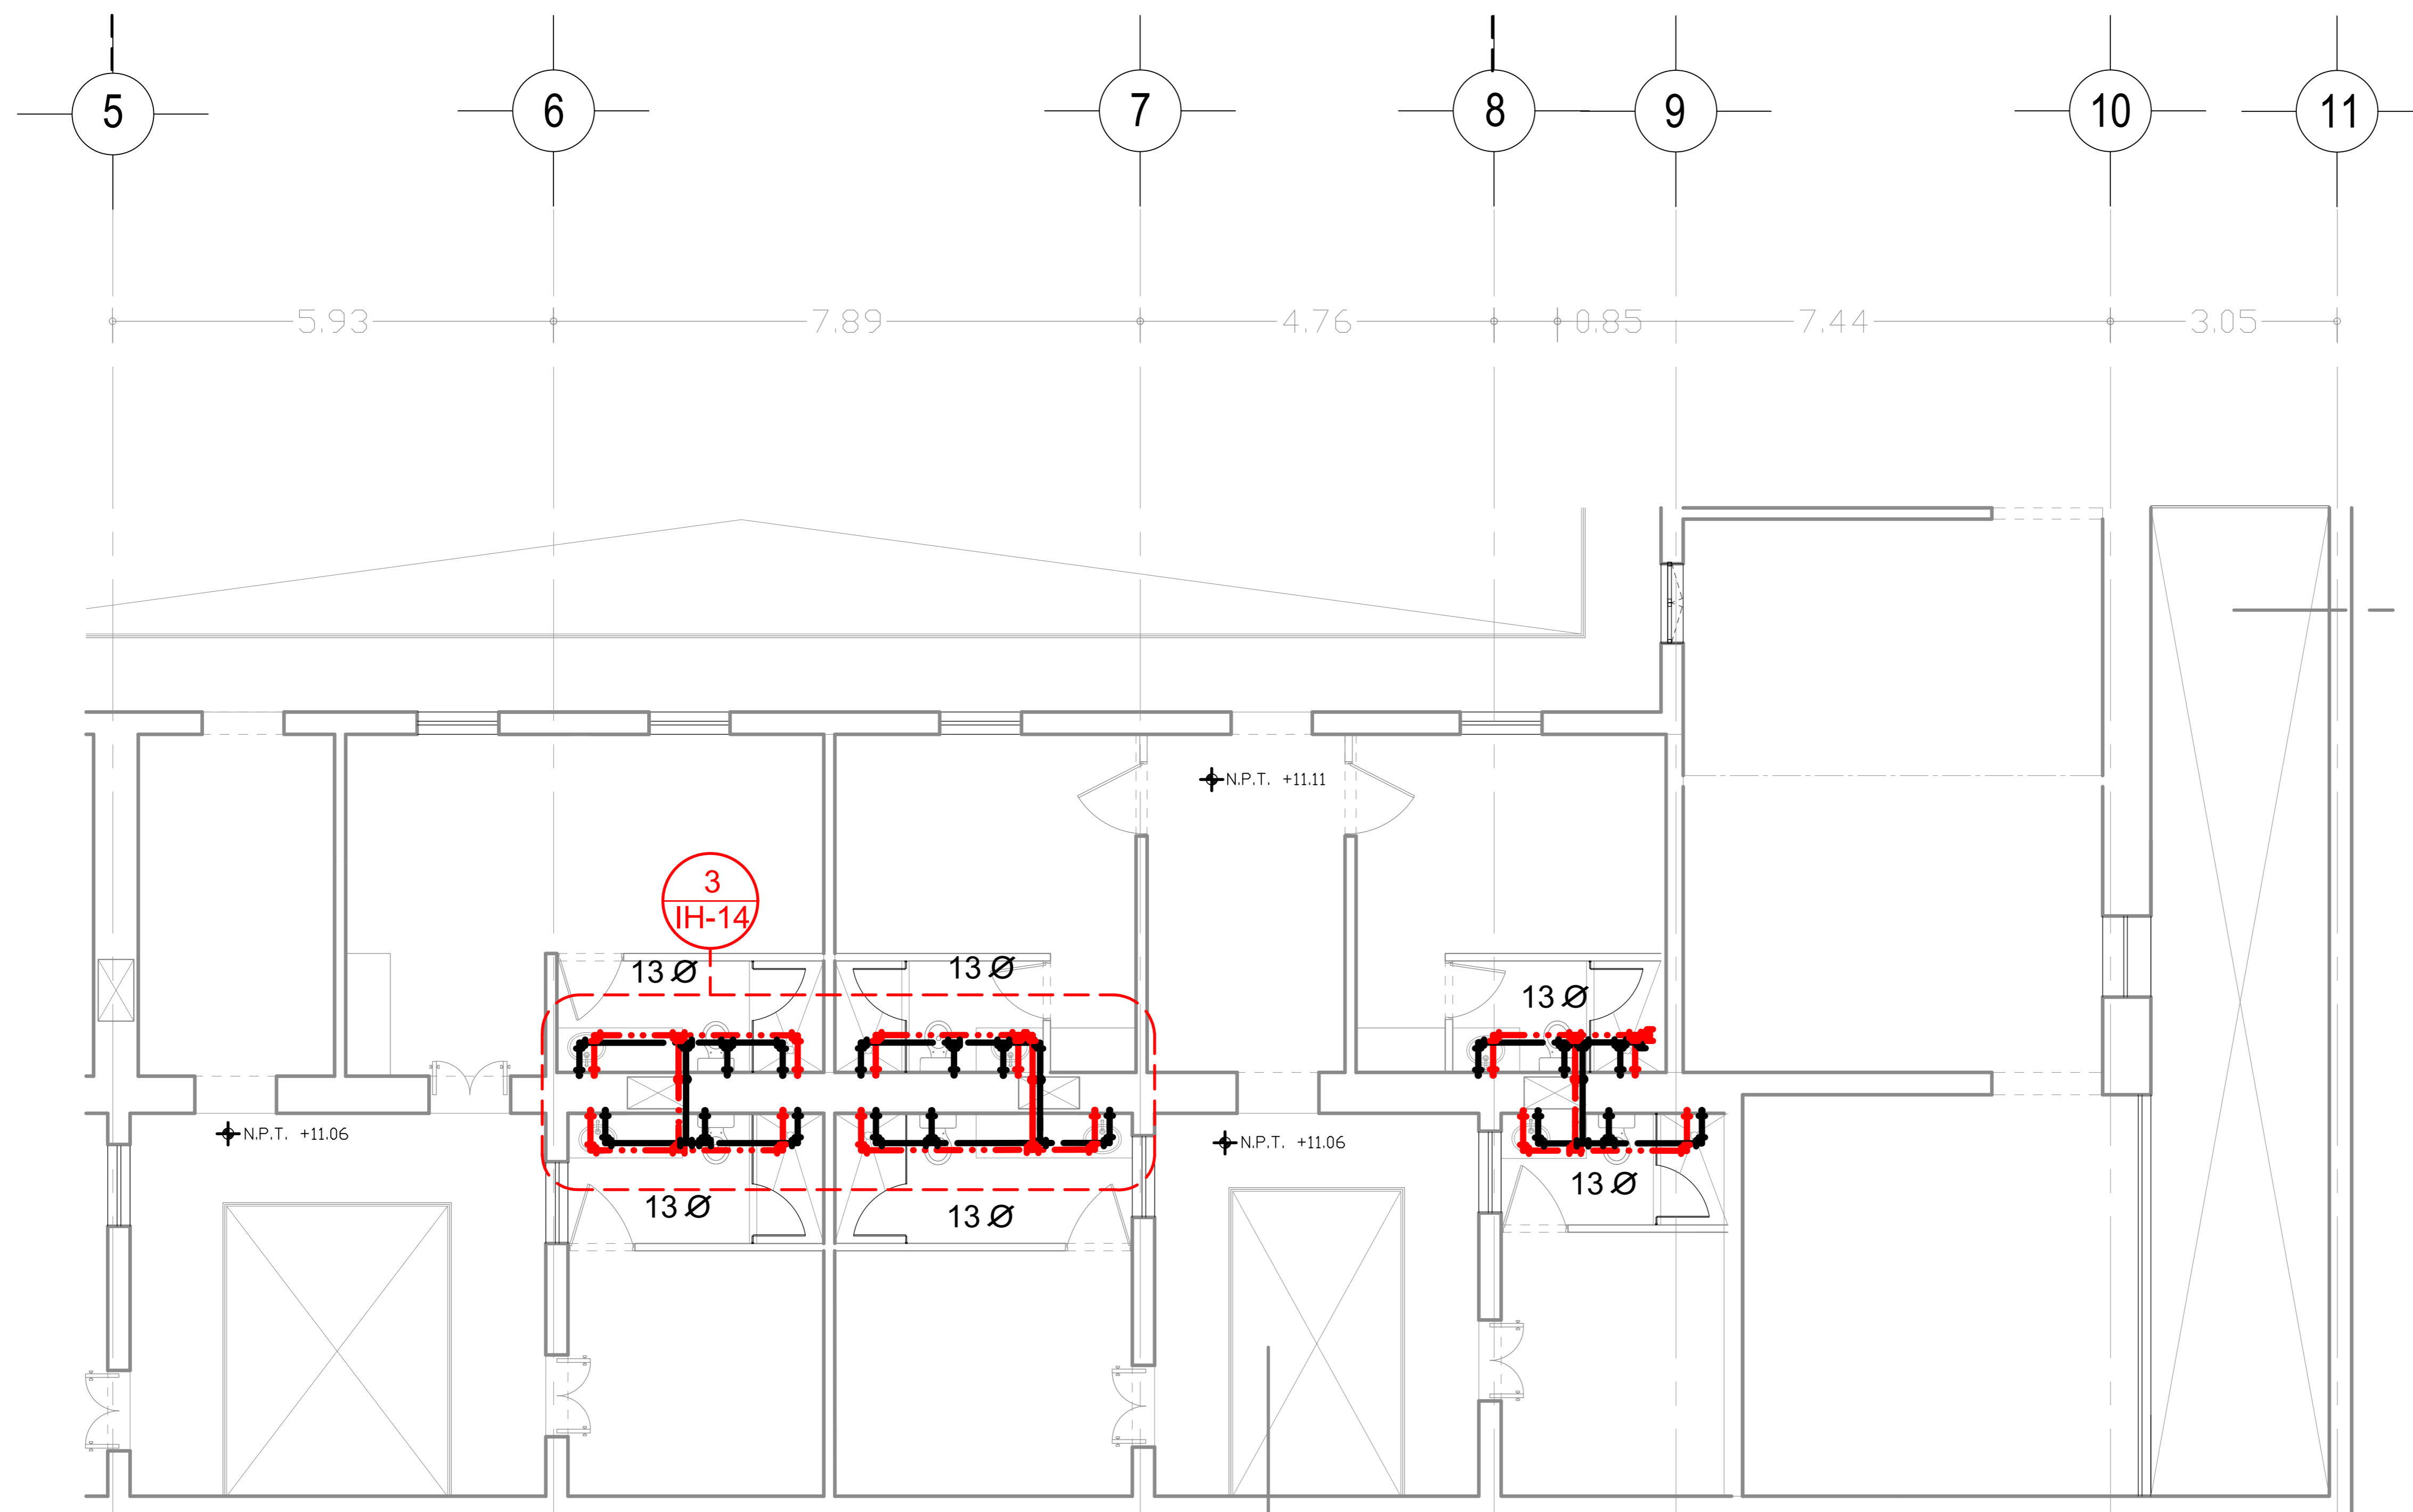 5 6 7 8 9 10 11
5.93 7.89 4.76 0.85 7.44 3.05
N.P.T. +11.11
3
IH-14
13 Ø 13 Ø
13 Ø
N.P.T. +11.06
N.P.T. +11.06
13 Ø
13 Ø 13 Ø